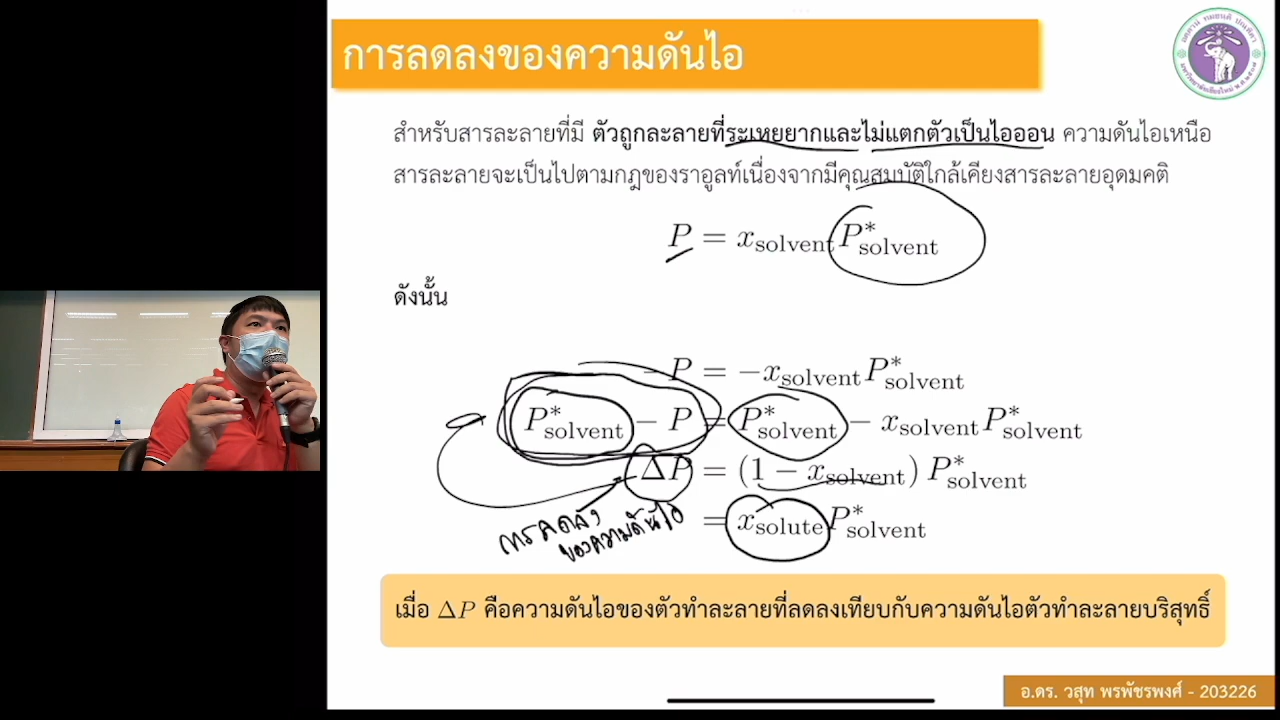 การลดลงของความดันไอ
สำหรับสารละลายที่มี ตัวถูกละลายที่ระเหยยากและไม่แตกตัวเป็นไอออน ความดันไอเหนือ
สารละลายจะเป็นไปตามกฎของราอูลท์เนื่องจากมีคุณสมบัติใกล้เคียงสารละลายอุดมคติ
P = x_solvent P*_solvent
ดังนั้น
−P = −x_solvent P*_solvent
P*_solvent − P = P*_solvent − x_solvent P*_solvent
ΔP = (1 − x_solvent) P*_solvent
= x_solute P*_solvent
การลดลง
ของความดันไอ
เมื่อ ΔP คือความดันไอของตัวทำละลายที่ลดลงเทียบกับความดันไอตัวทำละลายบริสุทธิ์
อ.ดร. วสุท พรพัชรพงศ์ - 203226